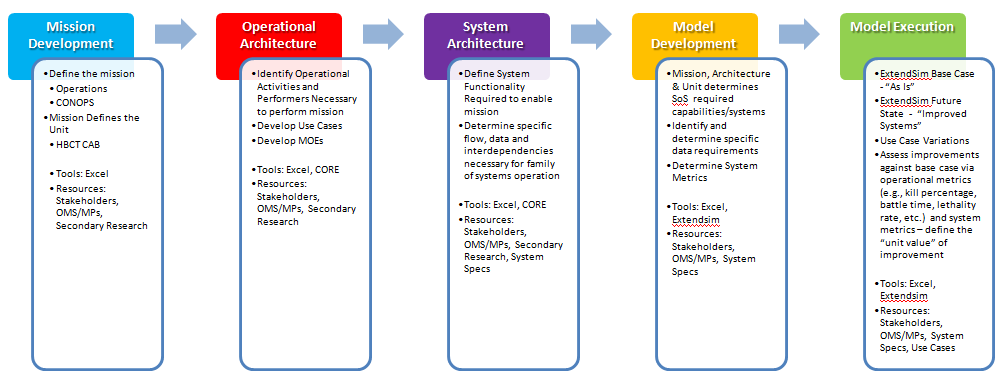 Mission
Development
•Define the mission
•Operations
•CONOPS
•Mission Defines the
Unit
•HBCT CAB
•Tools: Excel
•Resources:
Stakeholders,
OMS/MPs,
Secondary Research
Operational
Architecture
•Identify Operational
Activities and
Performers Necessary
to perform mission
•Develop Use Cases
•Develop MOEs
•Tools: Excel, CORE
•Resources:
Stakeholders,
OMS/MPs, Secondary
Research
System
Architecture
•Define System
Functionality
Required to enable
mission
•Determine specific
flow, data and
interdependencies
necessary for family
of systems operation
•Tools: Excel, CORE
•Resources:
Stakeholders,
OMS/MPs, Secondary
Research, System
Specs
Model
Development
•Mission, Architecture
& Unit determines
SoS required
capabilities/systems
•Identify and
determine specific
data requirements
•Determine System
Metrics
•Tools: Excel,
Extendsim
•Resources:
Stakeholders,
OMS/MPs, System
Specs
Model Execution
•ExtendSim Base Case
- “As Is”
•ExtendSim Future
State - “Improved
Systems”
•Use Case Variations
•Assess improvements
against base case via
operational metrics
(e.g., kill percentage,
battle time, lethality
rate, etc.) and system
metrics – define the
“unit value” of
improvement
•Tools: Excel,
Extendsim
•Resources:
Stakeholders,
OMS/MPs, System
Specs, Use Cases